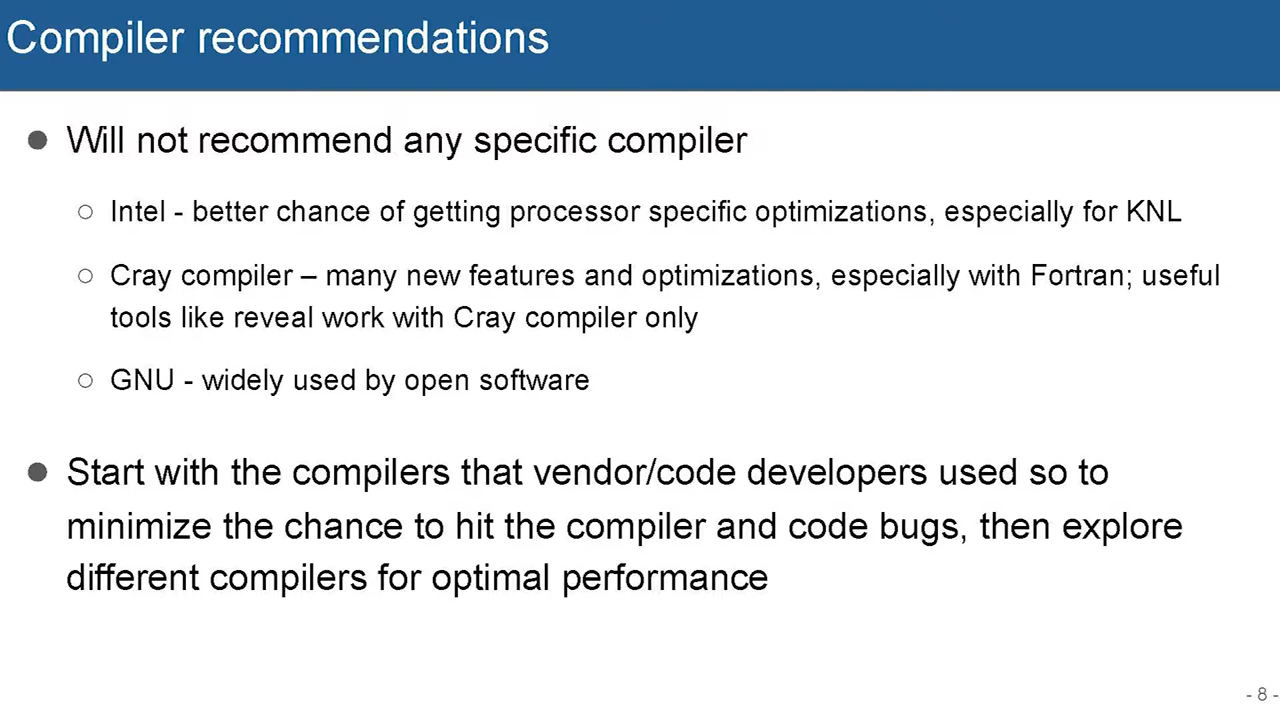 Compiler recommendations
● Will not recommend any specific compiler
○ Intel - better chance of getting processor specific optimizations, especially for KNL
○ Cray compiler – many new features and optimizations, especially with Fortran; useful
tools like reveal work with Cray compiler only
○ GNU - widely used by open software
● Start with the compilers that vendor/code developers used so to
minimize the chance to hit the compiler and code bugs, then explore
different compilers for optimal performance
- 8 -